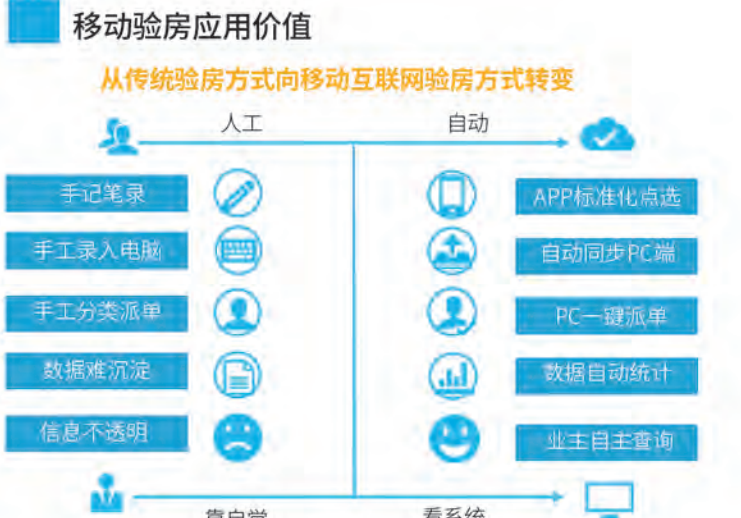 移动验房应用价值
从传统验房方式向移动互联网验房方式转变
人工
自动
手记笔录
APP标准化点选
手工录入电脑
自动同步PC端
手工分类派单
PC一键派单
数据难沉淀
数据自动统计
信息不透明
业主自主查询
靠自觉
看系统